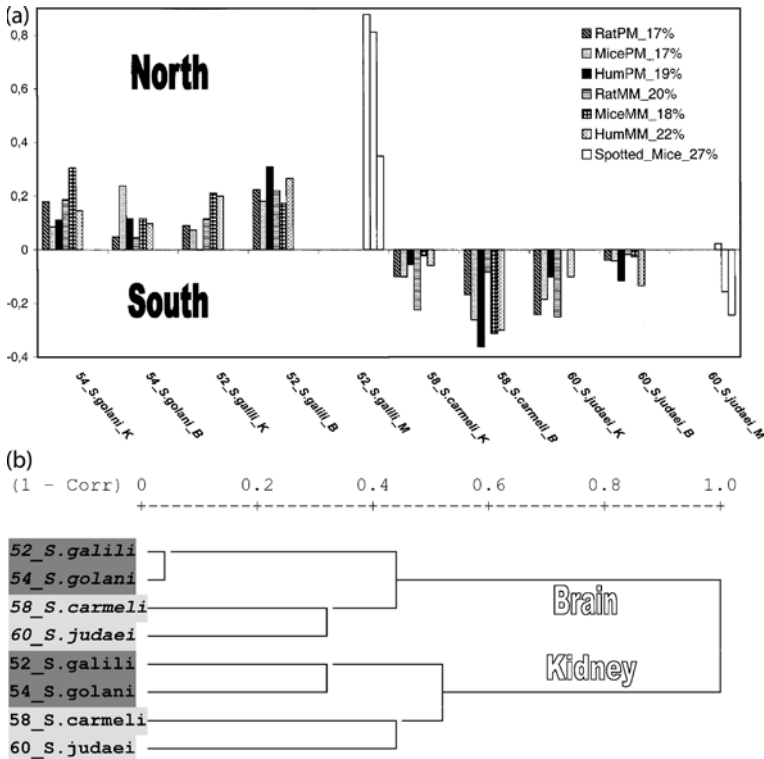 (a)
0,8
0,6
0,4
0,2
0
-0,2
-0,4
North
South
RatPM_17%
MicePM_17%
HumPM_19%
RatMM_20%
MiceMM_18%
HumMM_22%
Spotted_Mice_27%
54_S.golani_K
54_S.golani_B
52_S.galili_K
52_S.galili_B
52_S.galili_M
58_S.carmeli_K
58_S.carmeli_B
60_S.judaei_K
60_S.judaei_B
60_S.judaei_M
(b)
(1 - Corr) 0 0.2 0.4 0.6 0.8 1.0
52_S.galili
54_S.golani
58_S.carmeli
60_S.judaei
52_S.galili
54_S.golani
58_S.carmeli
60_S.judaei
Brain
Kidney